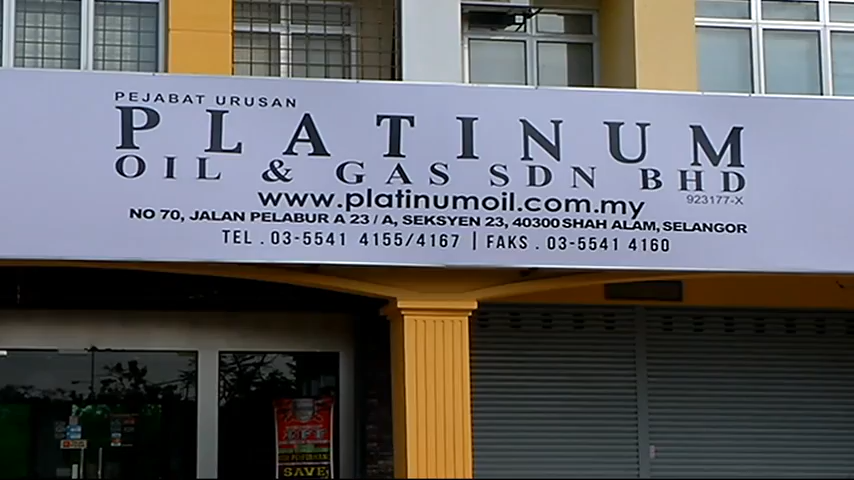 PEJABAT URUSAN
PLATINUM
OIL & GAS SDN BHD
923177-X
www.platinumoil.com.my
NO 70, JALAN PELABUR A 23 / A, SEKSYEN 23, 40300 SHAH ALAM, SELANGOR
TEL . 03-5541 4155/4167 | FAKS . 03-5541 4160
SAVE